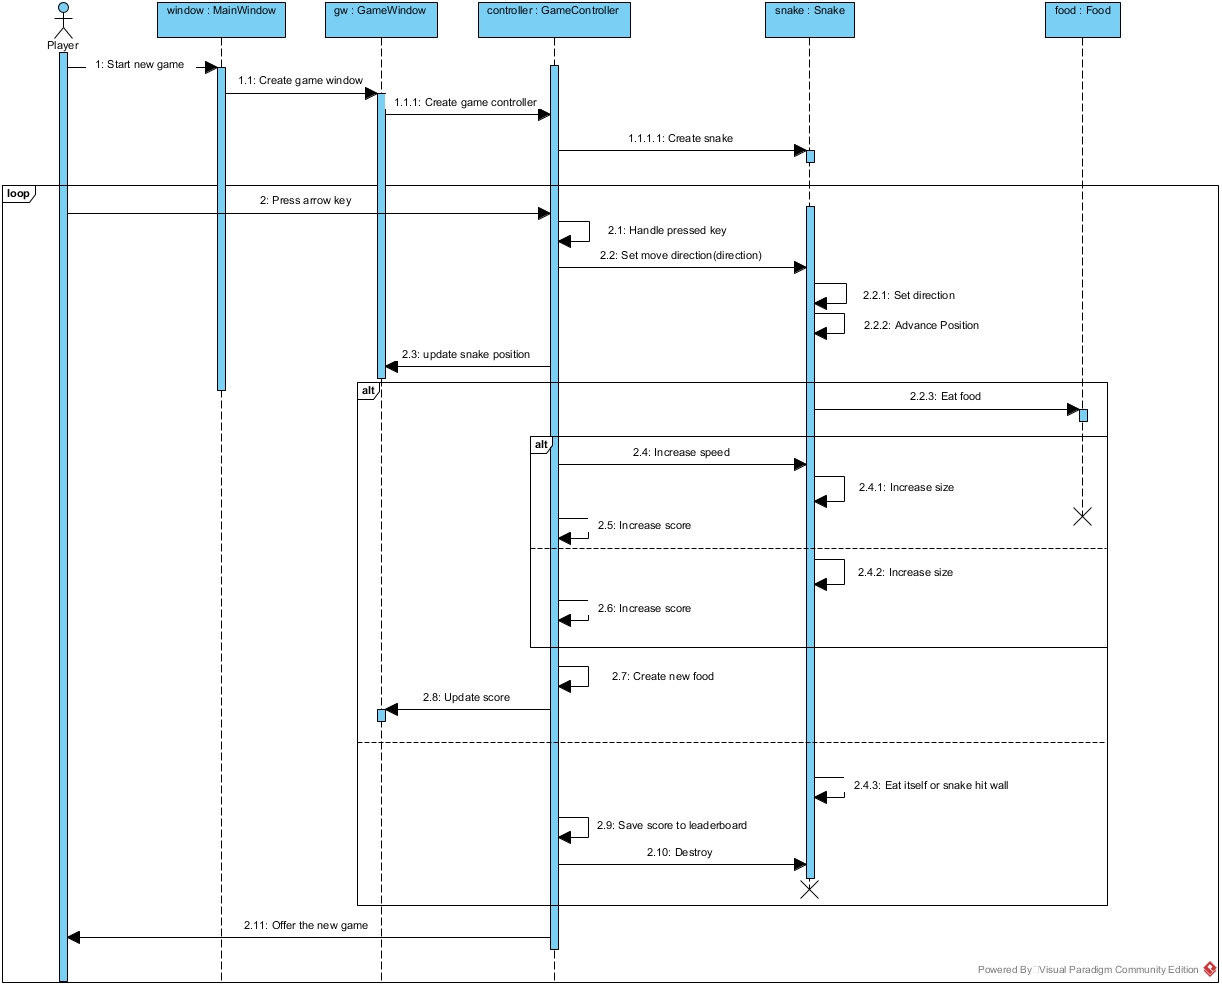 window : MainWindow
gw : GameWindow
controller : GameController
snake : Snake
food : Food
Player
1: Start new game
1.1: Create game window
1.1.1: Create game controller
1.1.1.1: Create snake
loop
2: Press arrow key
2.1: Handle pressed key
2.2: Set move direction(direction)
2.2.1: Set direction
2.2.2: Advance Position
2.3: update snake position
alt
2.2.3: Eat food
alt
2.4: Increase speed
2.4.1: Increase size
2.5: Increase score
2.4.2: Increase size
2.6: Increase score
2.7: Create new food
2.8: Update score
2.4.3: Eat itself or snake hit wall
2.9: Save score to leaderboard
2.10: Destroy
2.11: Offer the new game
Powered By Visual Paradigm Community Edition